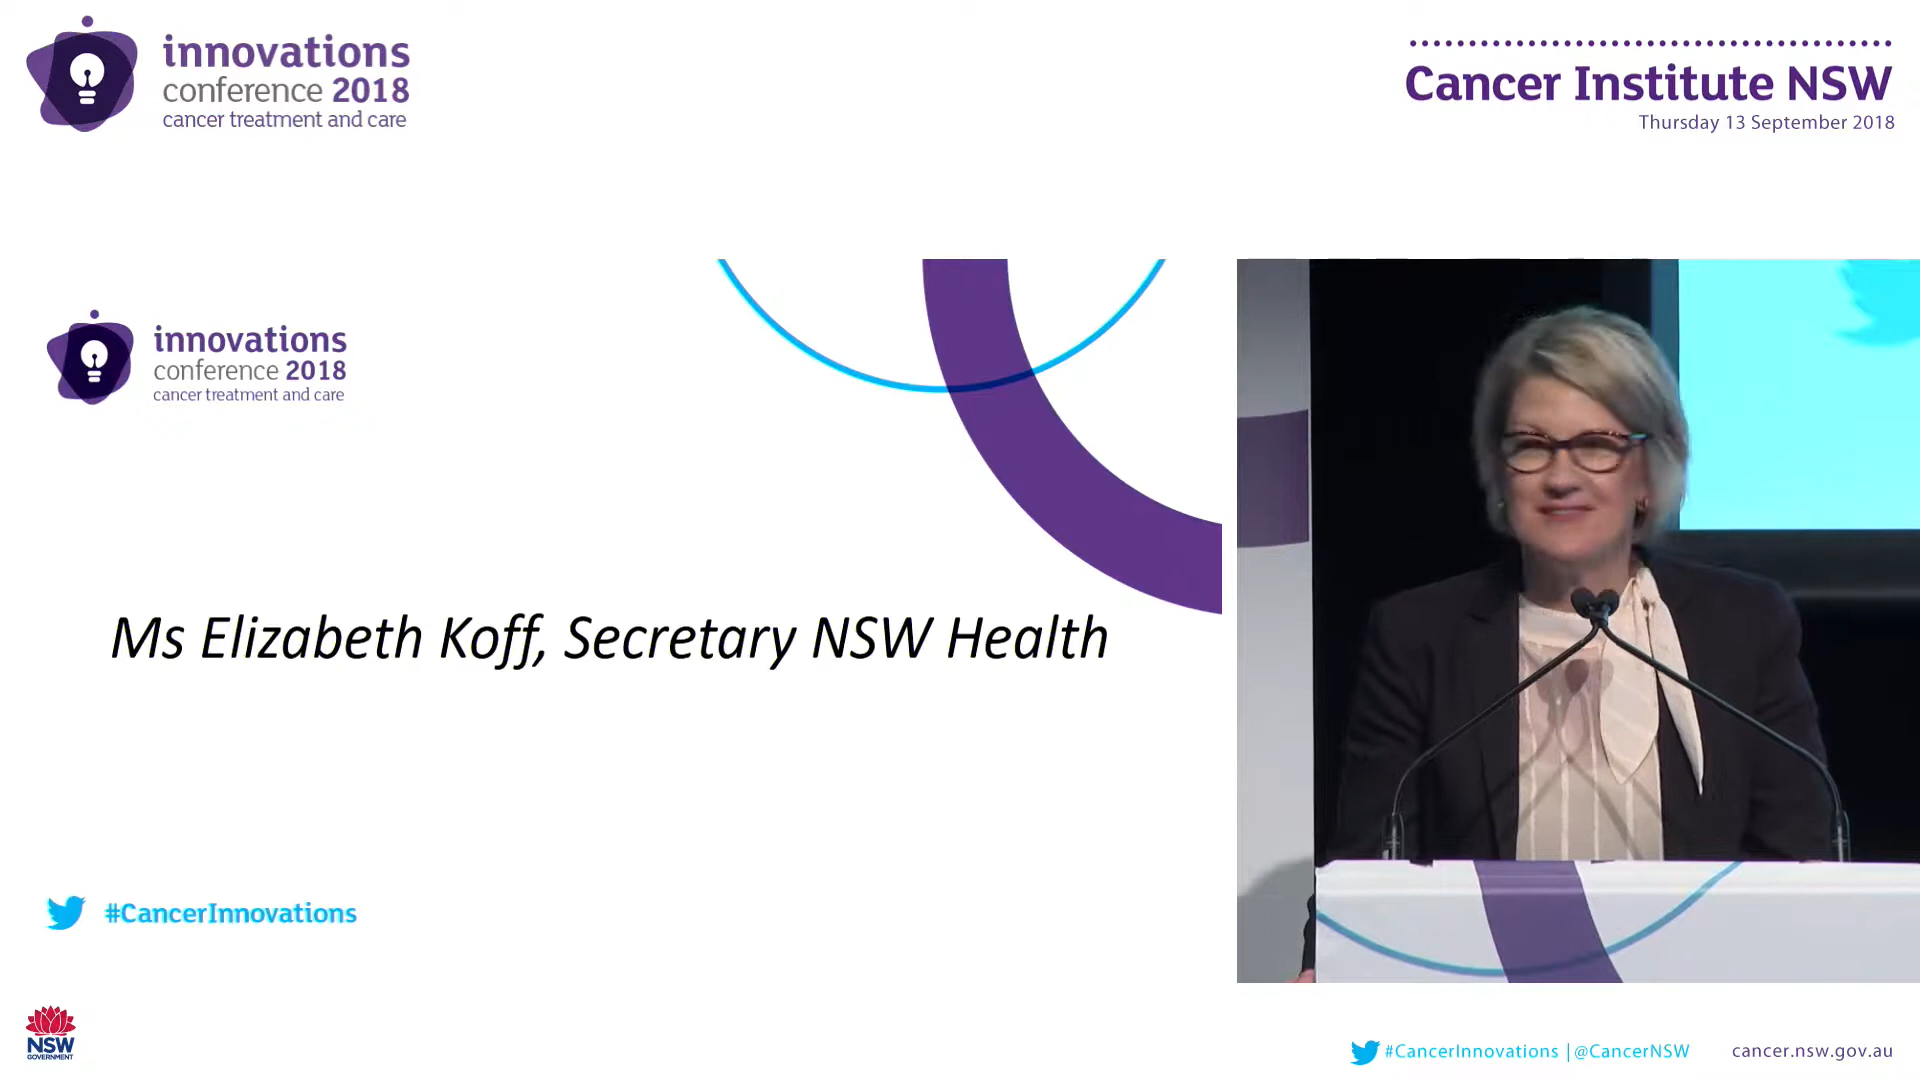 innovations
conference 2018
cancer treatment and care
Cancer Institute NSW
Thursday 13 September 2018
innovations
conference 2018
cancer treatment and care
Ms Elizabeth Koff, Secretary NSW Health
#CancerInnovations
NSW
GOVERNMENT
#CancerInnovations | @CancerNSW
cancer.nsw.gov.au